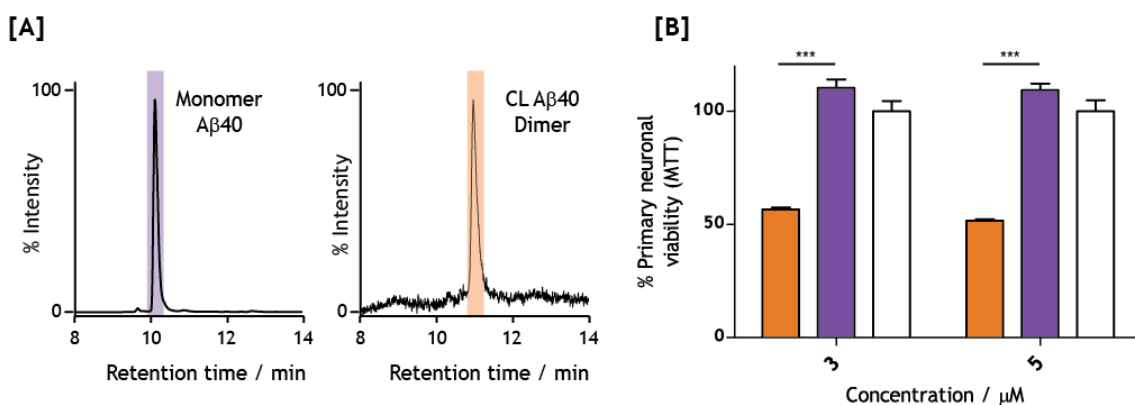 [A]
100
Monomer
Aβ40
% Intensity
0
8
10
12
14
Retention time / min
100
CL Aβ40
Dimer
% Intensity
0
8
10
12
14
Retention time / min
[B]
***
***
100
50
0
% Primary neuronal
viability (MTT)
3
5
Concentration / μM